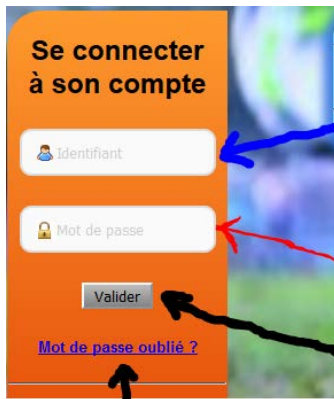 Se connecter
à son compte
Identifiant
Mot de passe
Valider
Mot de passe oublié ?